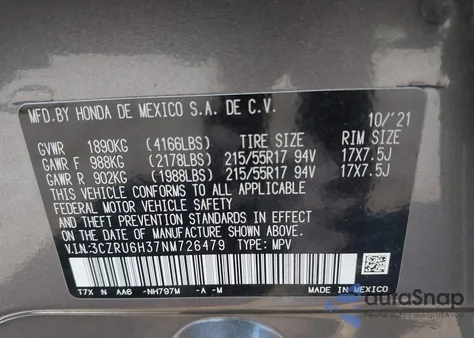 MFD.BY HONDA DE MEXICO S.A. DE C.V.
10/'21
GVWR 1890KG (4166LBS) TIRE SIZE RIM SIZE
GAWR F 988KG (2178LBS) 215/55R17 94V 17X7.5J
GAWR R 902KG (1988LBS) 215/55R17 94V 17X7.5J
THIS VEHICLE CONFORMS TO ALL APPLICABLE
FEDERAL MOTOR VEHICLE SAFETY, BUMPER,
AND THEFT PREVENTION STANDARDS IN EFFECT
ON THE DATE OF MANUFACTURE SHOWN ABOVE.
V.I.N.:3CZRU6H37NM726479 TYPE: MPV
T7X N AA6 -NH797M -A -M MADE IN MEXICO
autoSnap